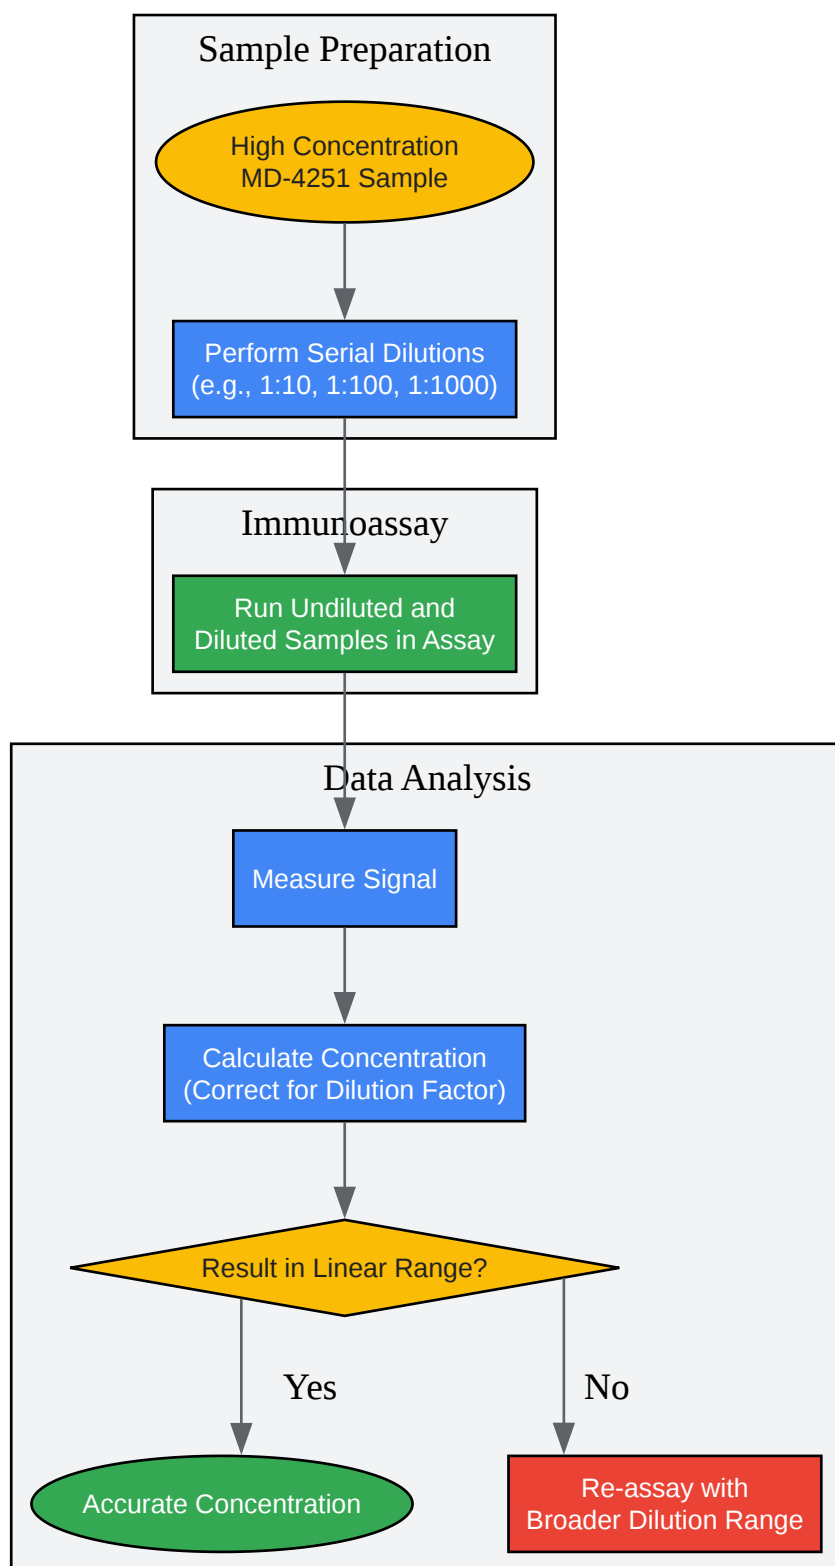 Sample Preparation
High Concentration
MD-4251 Sample
Perform Serial Dilutions
(e.g., 1:10, 1:100, 1:1000)
Immunoassay
Run Undiluted and
Diluted Samples in Assay
Data Analysis
Measure Signal
Calculate Concentration
(Correct for Dilution Factor)
Result in Linear Range?
Yes
No
Accurate Concentration
Re-assay with
Broader Dilution Range